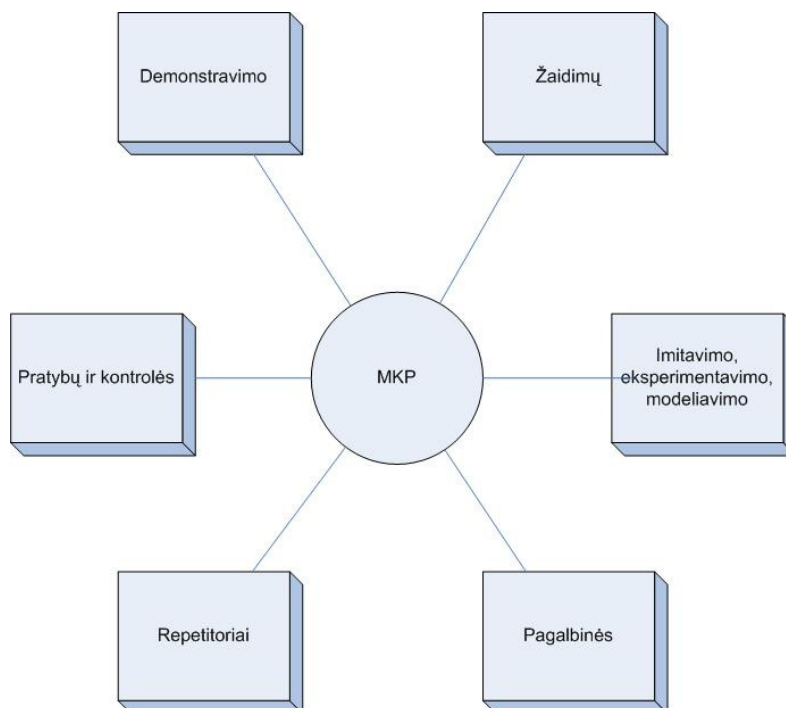 Demonstravimo
Žaidimų
Pratybų ir kontrolės
MKP
Imitavimo,
eksperimentavimo,
modeliavimo
Repetitoriai
Pagalbinės